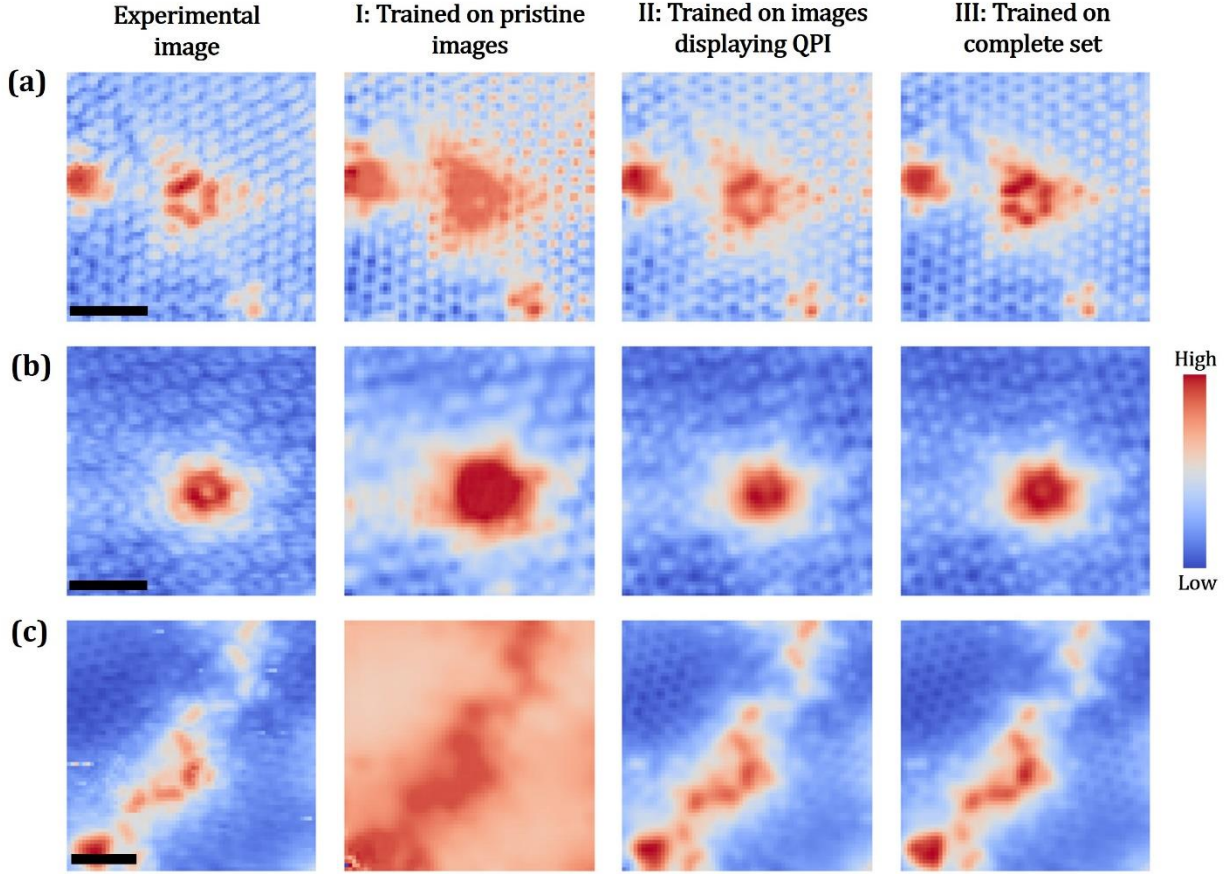 Experimental
image
I: Trained on pristine
images
II: Trained on images
displaying QPI
III: Trained on
complete set
(a)
(b)
High
Low
(c)